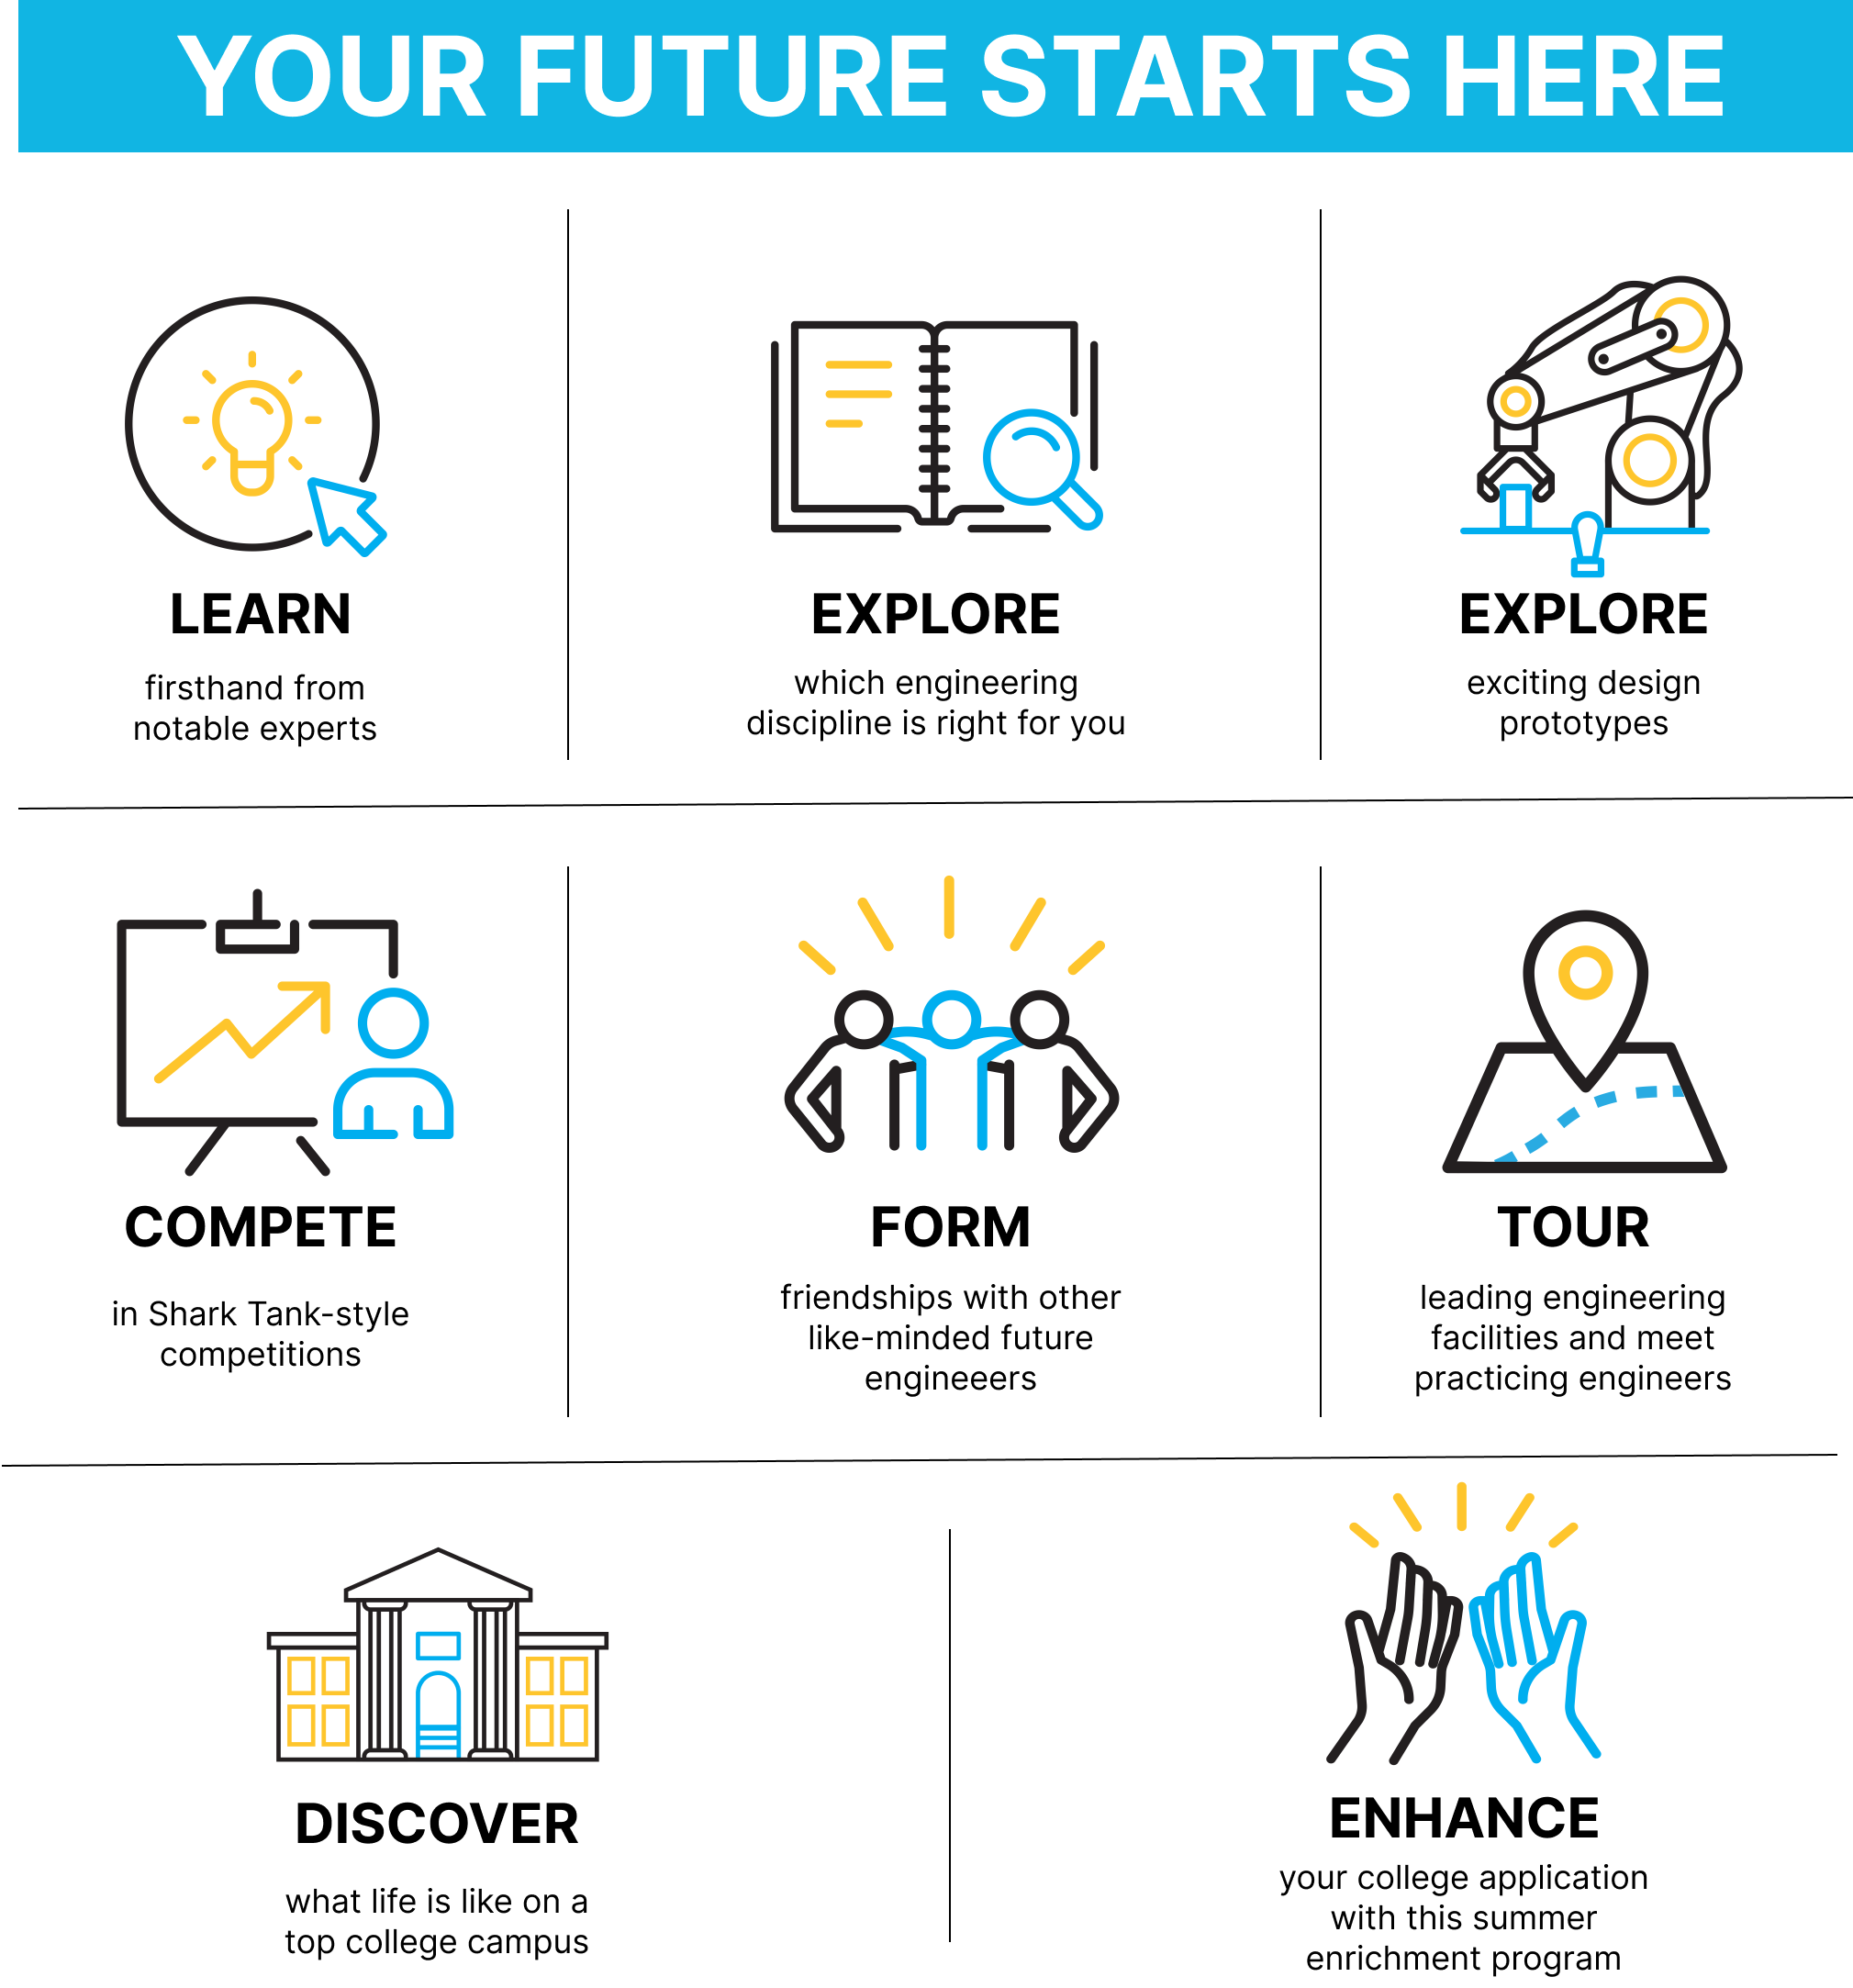 YOUR FUTURE STARTS HERE
LEARN
firsthand from
notable experts
EXPLORE
which engineering
discipline is right for you
EXPLORE
exciting design
prototypes
COMPETE
in Shark Tank-style
competitions
FORM
friendships with other
like-minded future
engineeers
TOUR
leading engineering
facilities and meet
practicing engineers
DISCOVER
what life is like on a
top college campus
ENHANCE
your college application
with this summer
enrichment program